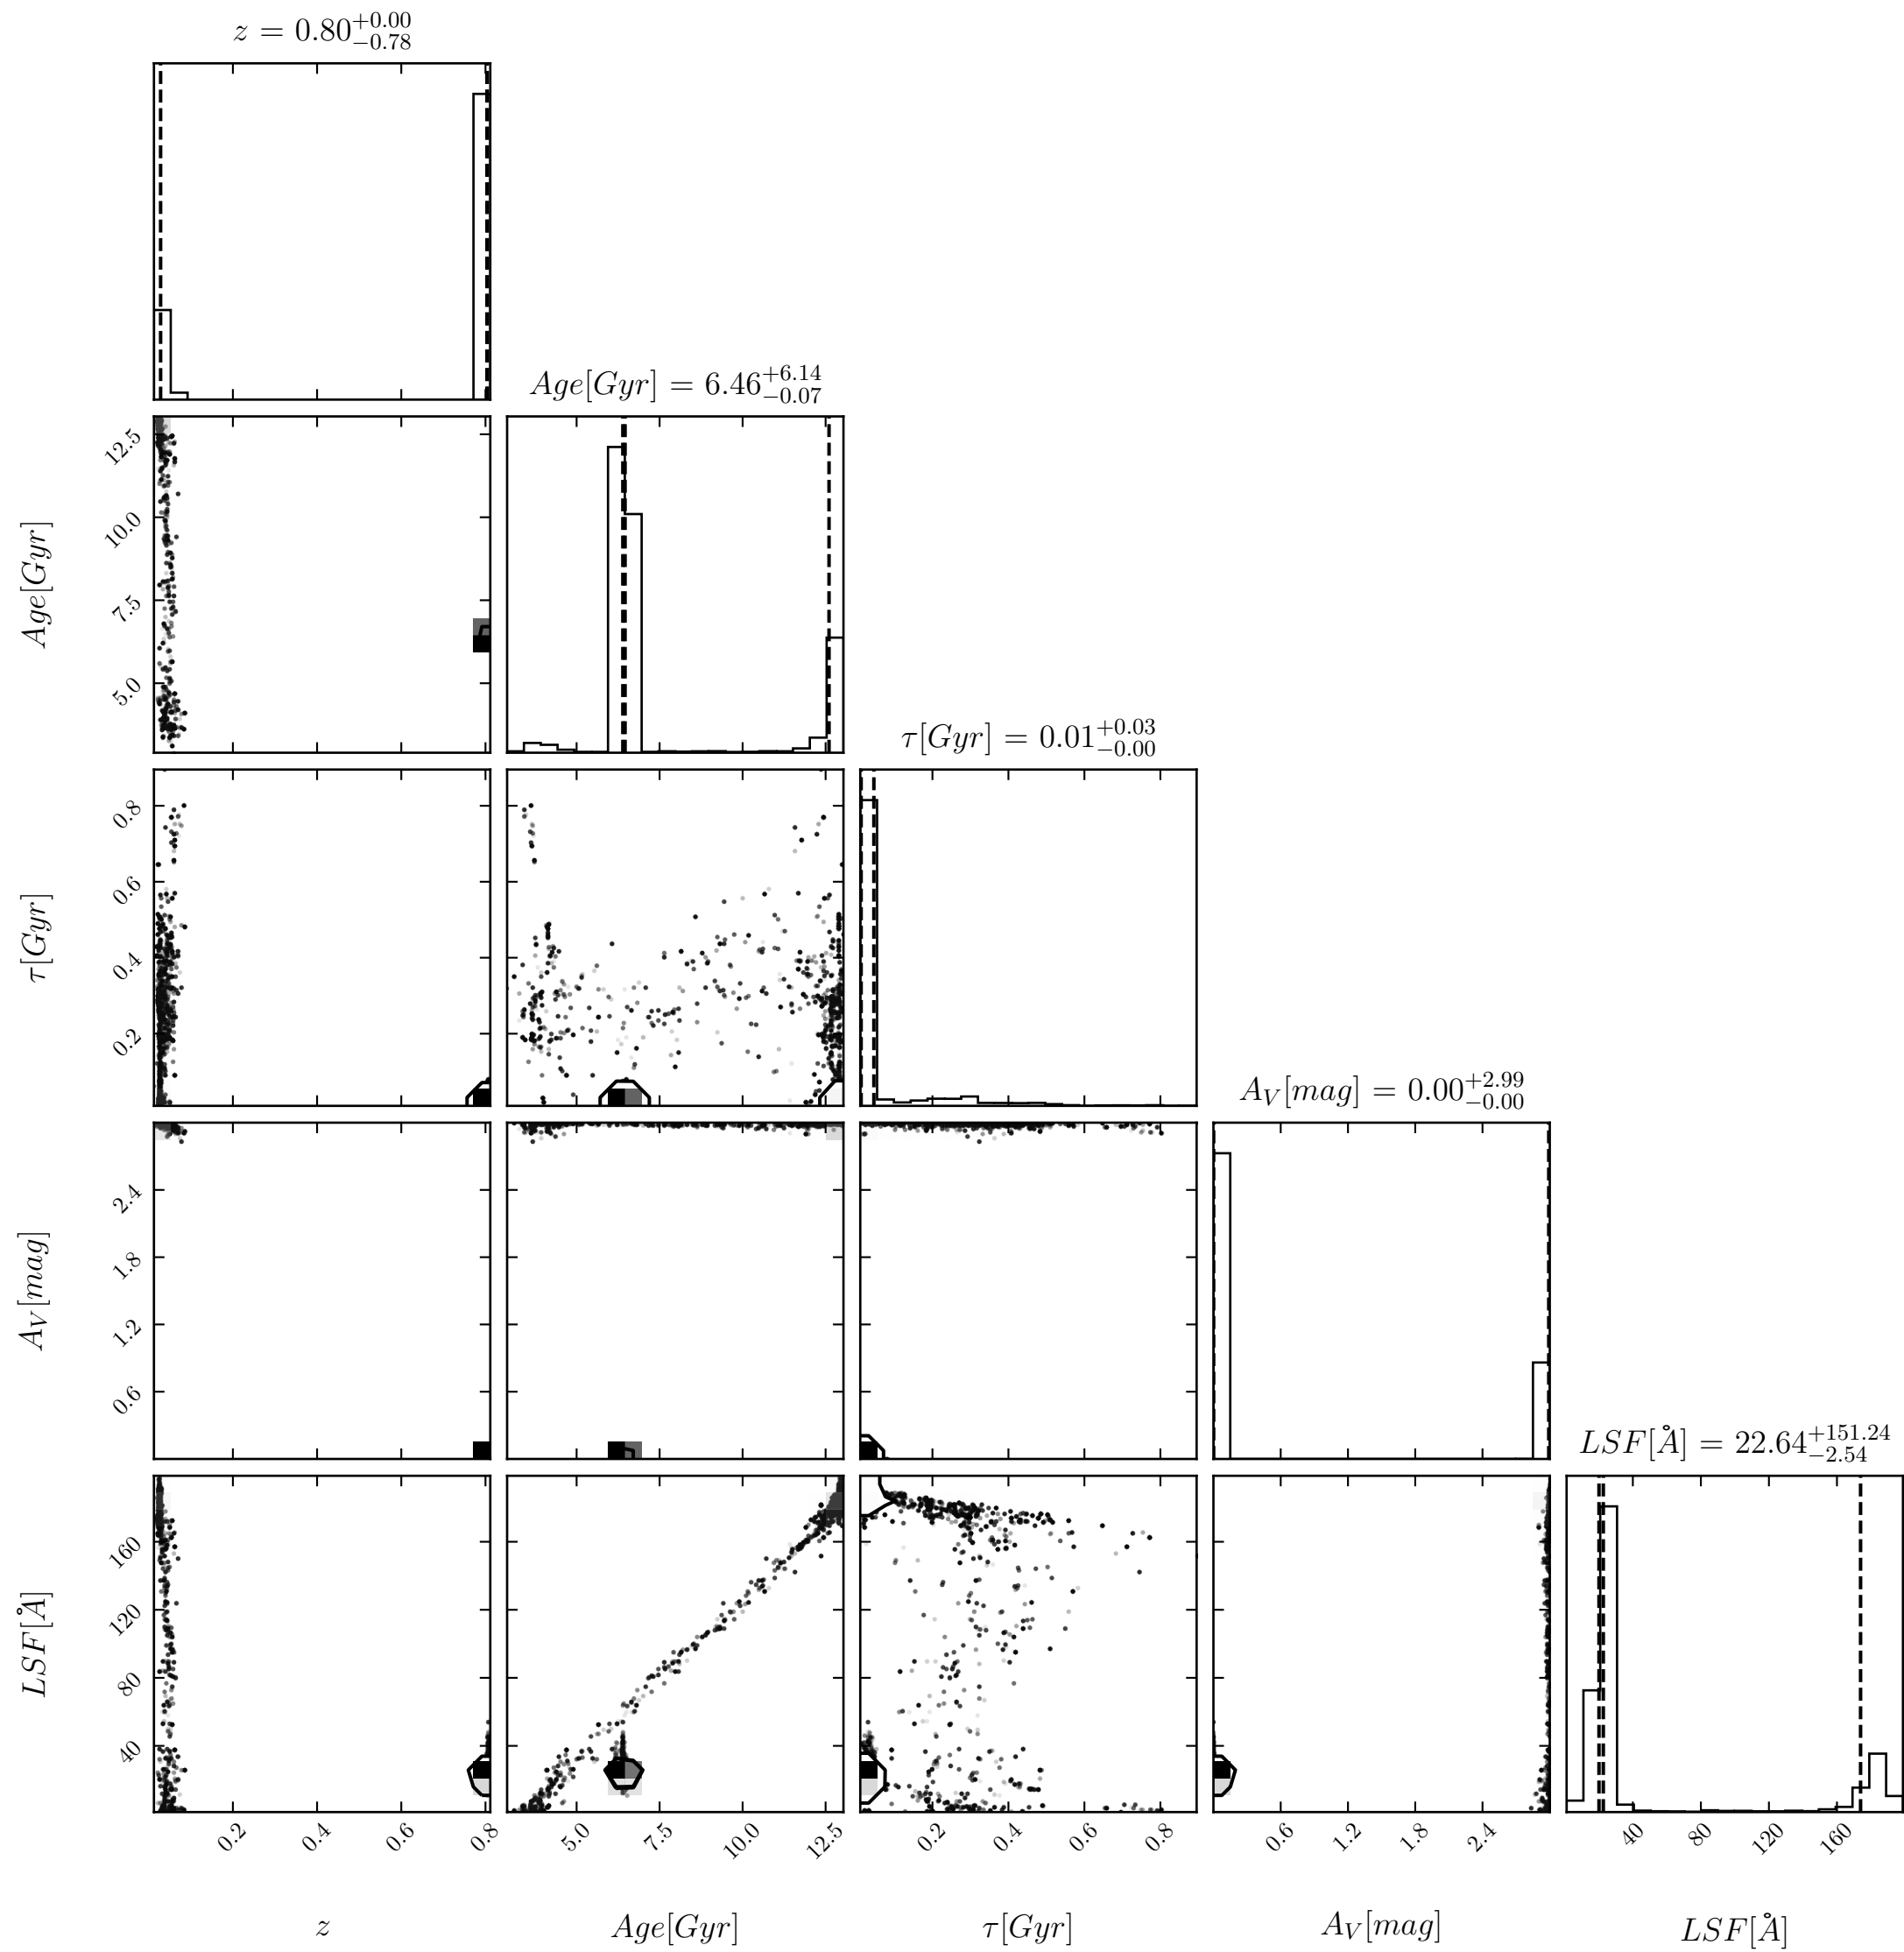 z = 0.80^{+0.00}_{-0.78}
Age[Gyr] = 6.46^{+6.14}_{-0.07}
12.5
10.0
7.5
5.0
Age[Gyr]
τ[Gyr] = 0.01^{+0.03}_{-0.00}
0.8
0.6
0.4
0.2
τ[Gyr]
A_V[mag] = 0.00^{+2.99}_{-0.00}
2.4
1.8
1.2
0.6
A_V[mag]
LSF[Å] = 22.64^{+151.24}_{-2.54}
160
120
80
40
LSF[Å]
0.2 0.4 0.6 0.8 5.0 7.5 10.0 12.5 0.2 0.4 0.6 0.8 0.6 1.2 1.8 2.4 40 80 120 160
z Age[Gyr] τ[Gyr] A_V[mag] LSF[Å]